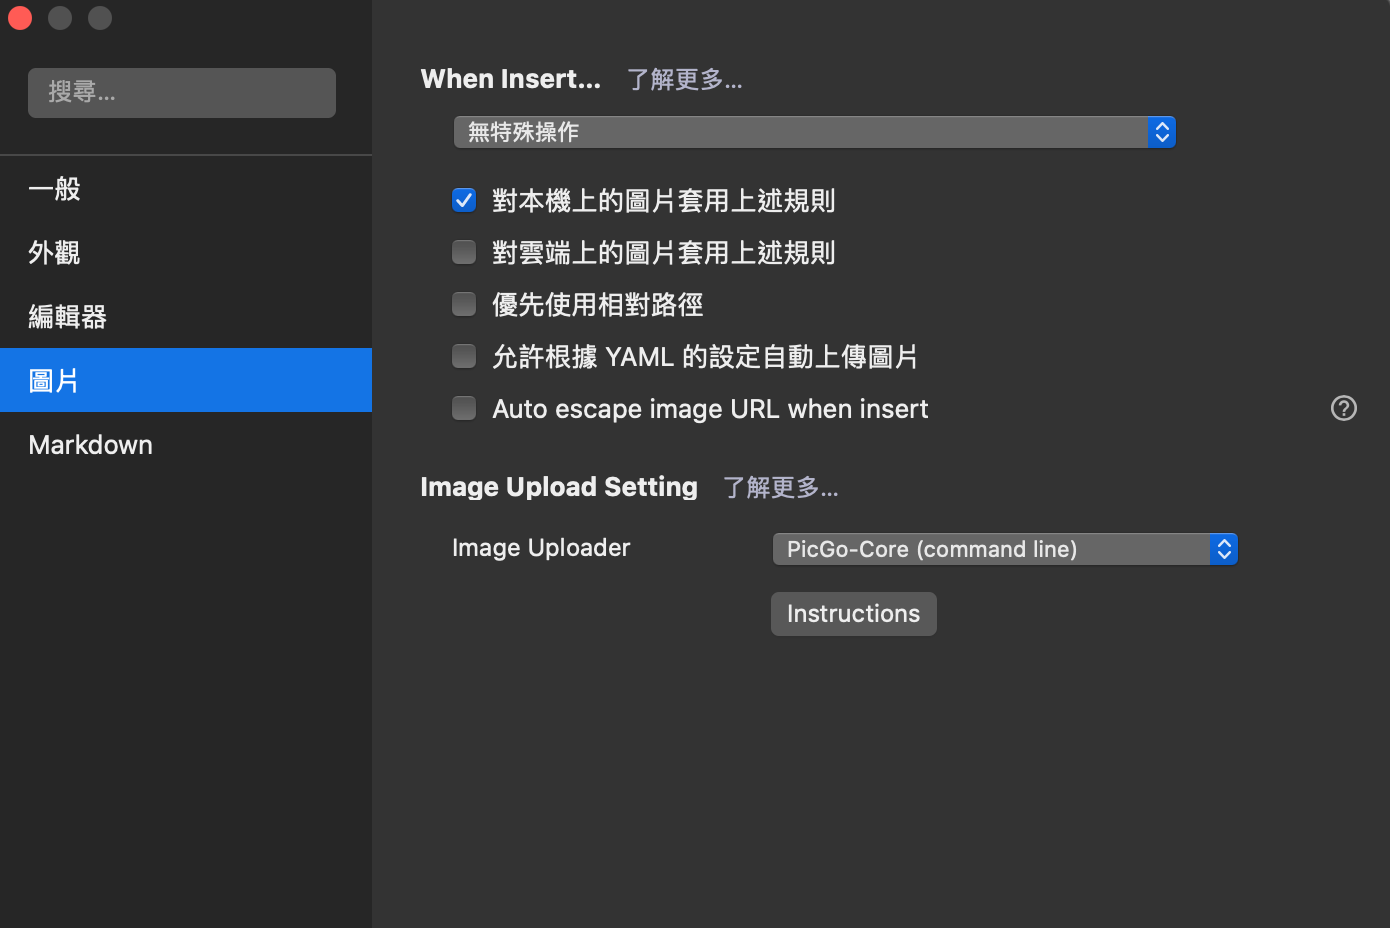 搜尋...
一般
外觀
編輯器
圖片
Markdown
When Insert... 了解更多...
無特殊操作
對本機上的圖片套用上述規則
對雲端上的圖片套用上述規則
優先使用相對路徑
允許根據 YAML 的設定自動上傳圖片
Auto escape image URL when insert ?
Image Upload Setting 了解更多...
Image Uploader PicGo-Core (command line)
Instructions